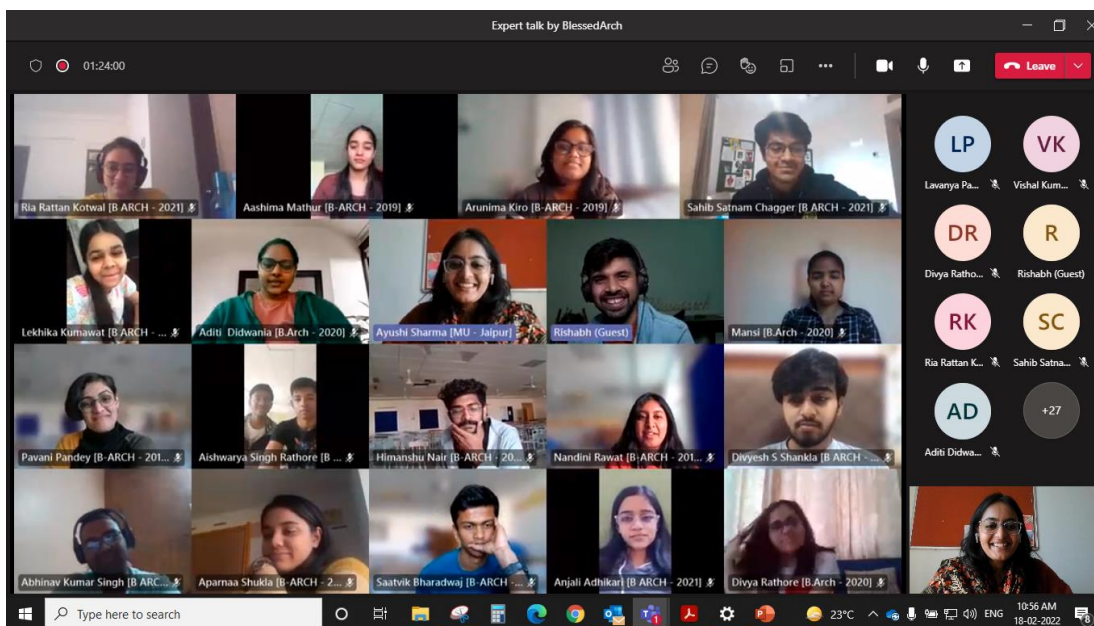 Expert talk by BlessedArch
01:24:00
Leave
Ria Rattan Kotwal [B ARCH - 2021]
Aashima Mathur [B-ARCH - 2019]
Arunima Kiro [B-ARCH - 2019]
Sahib Satnam Chagger [B ARCH - 2021]
LP
VK
Lavanya Pa...
Vishal Kum...
Lekhika Kumawat [B ARCH - ...
Aditi Didwania [B.Arch - 2020]
Ayushi Sharma [MU - Jaipur]
Rishabh (Guest)
Mansi [B.Arch - 2020]
DR
R
Divya Ratho...
Rishabh (Guest)
RK
SC
Ria Rattan K...
Sahib Satna...
Pavani Pandey [B-ARCH - 201...
Aishwarya Singh Rathore [B ...
Himanshu Nair [B-ARCH - 20...
Nandini Rawat [B-ARCH - 201...
Divyesh S Shankla [B ARCH - ...
AD
+27
Aditi Didwa...
Abhinav Kumar Singh [B ARC...
Aparnaa Shukla [B-ARCH - 2...
Saatvik Bharadwaj [B-ARCH -...
Anjali Adhikari [B ARCH - 2021]
Divya Rathore [B.Arch - 2020]
Type here to search
23°C
ENG
10:56 AM
18-02-2022